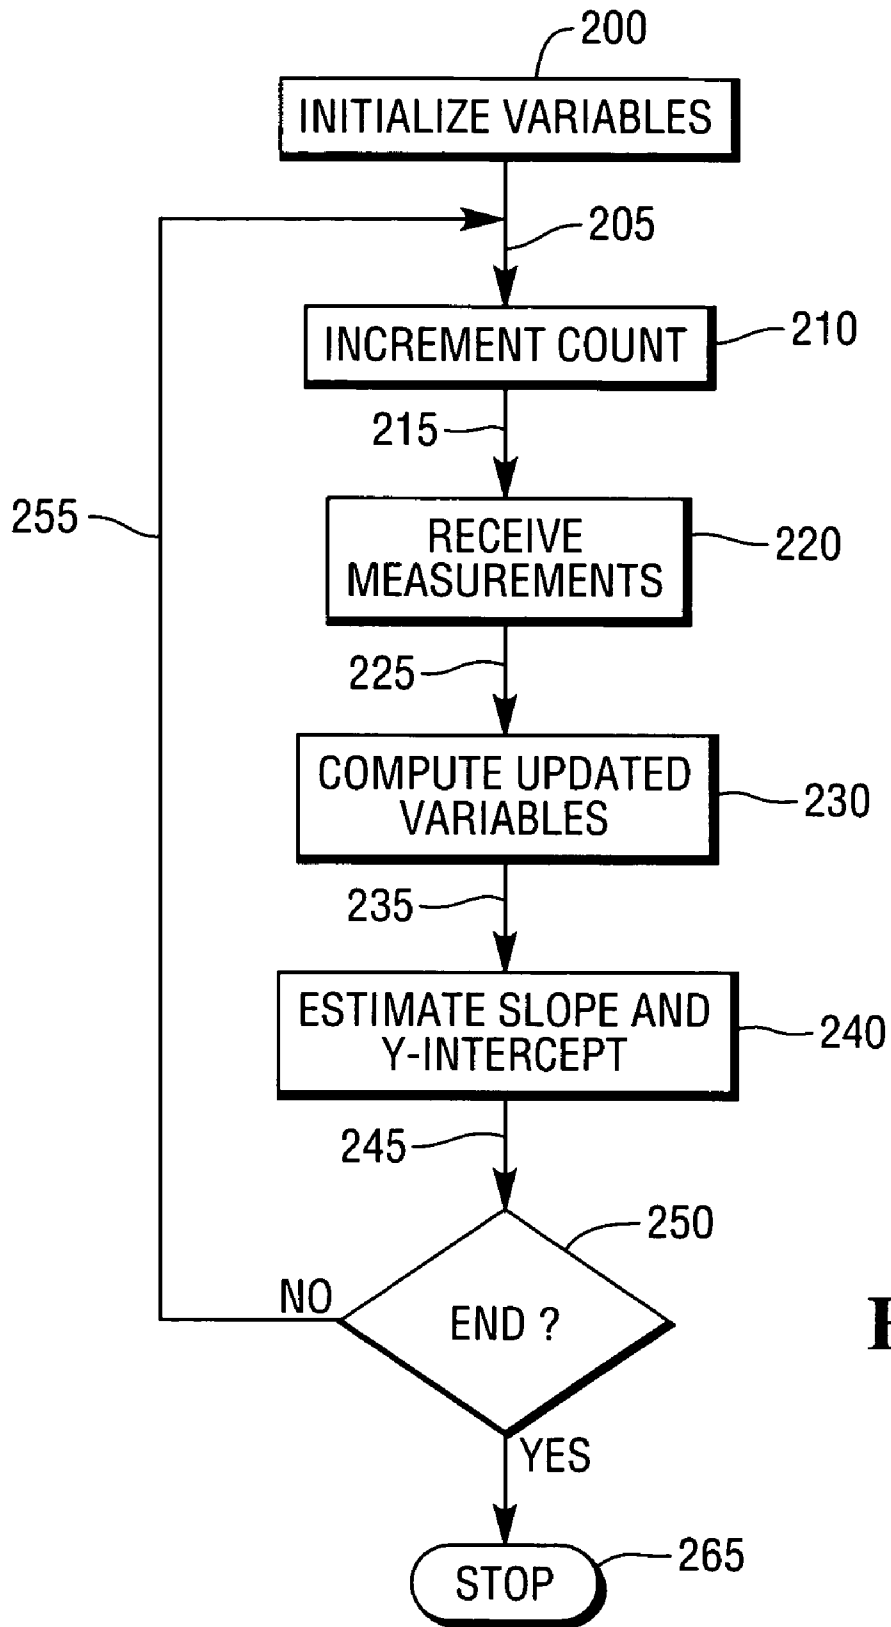 200
INITIALIZE VARIABLES
205
INCREMENT COUNT
210
215
RECEIVE
MEASUREMENTS
220
255
225
COMPUTE UPDATED
VARIABLES
230
235
ESTIMATE SLOPE AND
Y-INTERCEPT
240
245
250
END ?
NO
YES
STOP
265